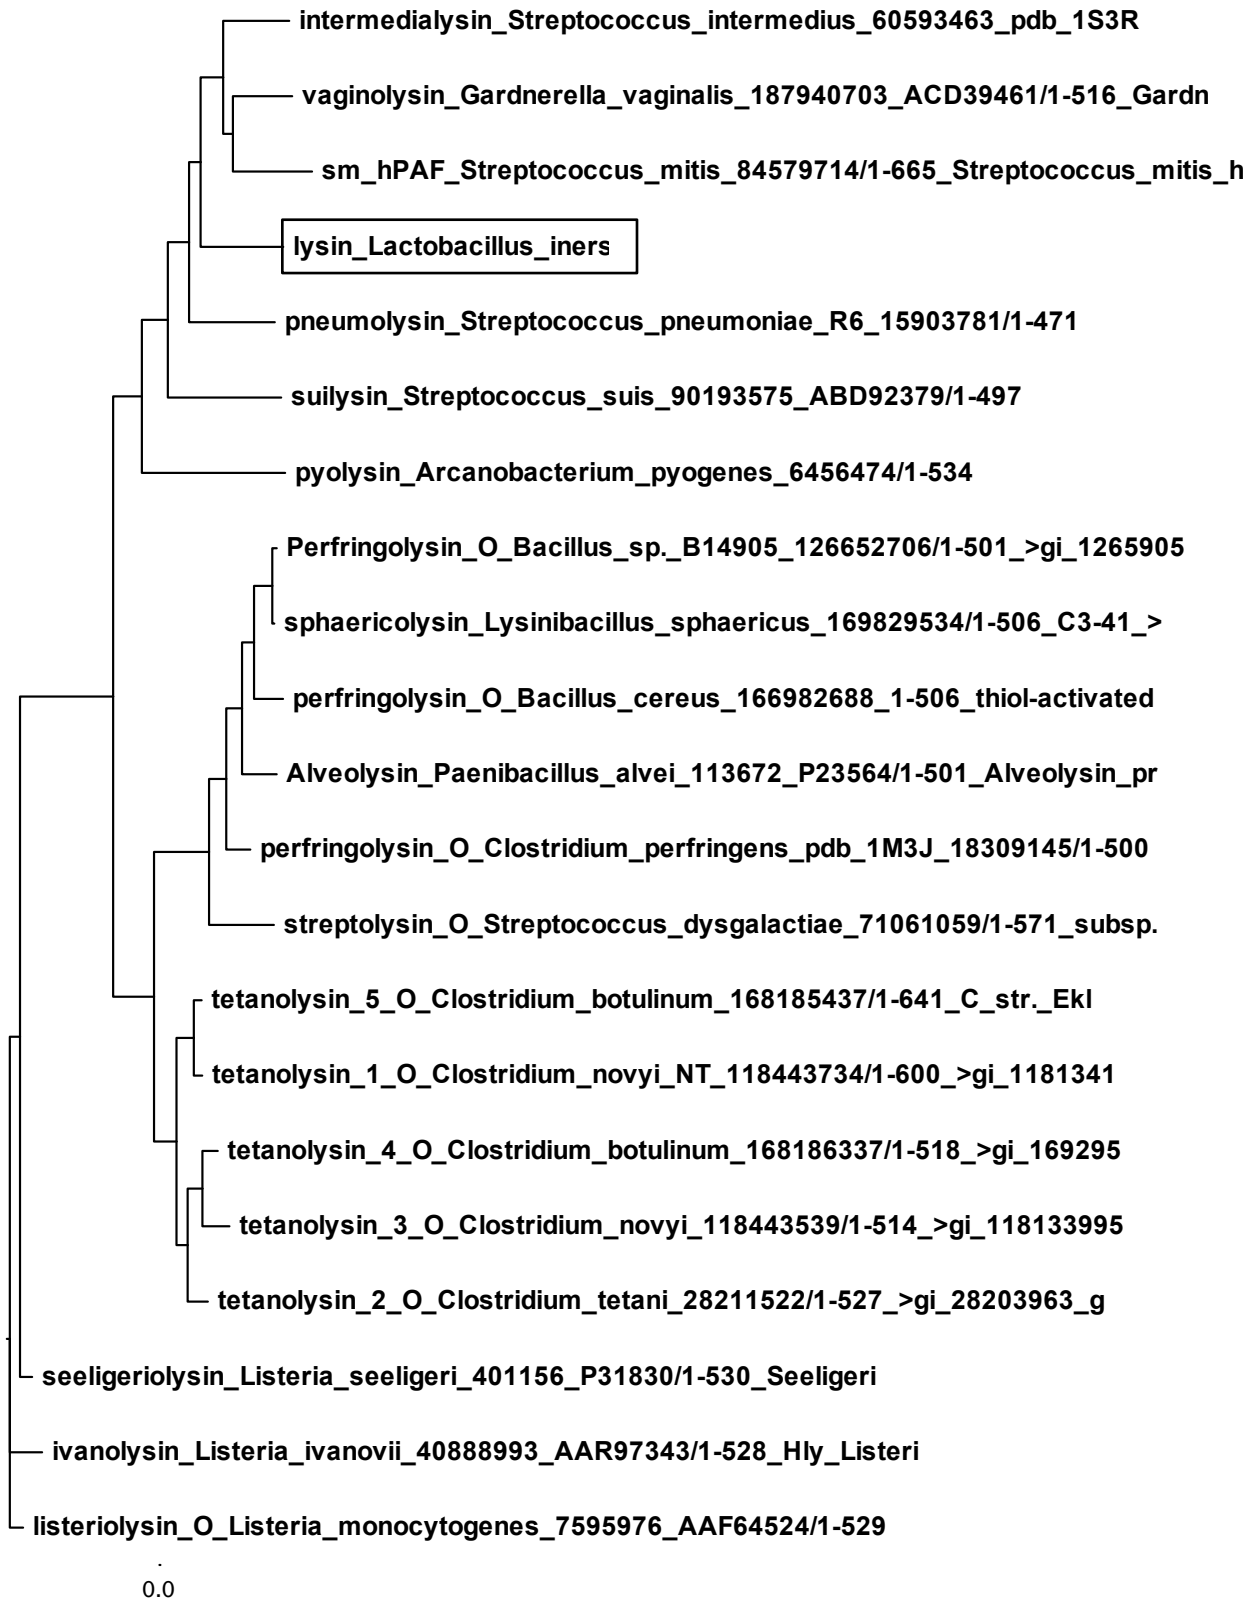 intermedialysin_Streptococcus_intermedius_60593463_pdb_1S3R
vaginolysin_Gardnerella_vaginalis_187940703_ACD39461/1-516_Gardn
sm_hPAF_Streptococcus_mitis_84579714/1-665_Streptococcus_mitis_h
lysin_Lactobacillus_iners
pneumolysin_Streptococcus_pneumoniae_R6_15903781/1-471
suilysin_Streptococcus_suis_90193575_ABD92379/1-497
pyolysin_Arcanobacterium_pyogenes_6456474/1-534
Perfringolysin_O_Bacillus_sp._B14905_126652706/1-501_>gi_1265905
sphaericolysin_Lysinibacillus_sphaericus_169829534/1-506_C3-41_>
perfringolysin_O_Bacillus_cereus_166982688_1-506_thiol-activated
Alveolysin_Paenibacillus_alvei_113672_P23564/1-501_Alveolysin_pr
perfringolysin_O_Clostridium_perfringens_pdb_1M3J_18309145/1-500
streptolysin_O_Streptococcus_dysgalactiae_71061059/1-571_subsp.
tetanolysin_5_O_Clostridium_botulinum_168185437/1-641_C_str._Ekl
tetanolysin_1_O_Clostridium_novyi_NT_118443734/1-600_>gi_1181341
tetanolysin_4_O_Clostridium_botulinum_168186337/1-518_>gi_169295
tetanolysin_3_O_Clostridium_novyi_118443539/1-514_>gi_118133995
tetanolysin_2_O_Clostridium_tetani_28211522/1-527_>gi_28203963_g
seeligeriolysin_Listeria_seeligeri_401156_P31830/1-530_Seeligeri
ivanolysin_Listeria_ivanovii_40888993_AAR97343/1-528_Hly_Listeri
listeriolysin_O_Listeria_monocytogenes_7595976_AAF64524/1-529
0.0